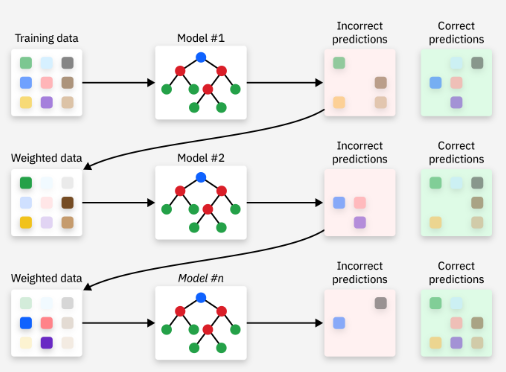 Training data
Model #1
Incorrect
predictions
Correct
predictions
Weighted data
Model #2
Incorrect
predictions
Correct
predictions
Weighted data
Model #n
Incorrect
predictions
Correct
predictions